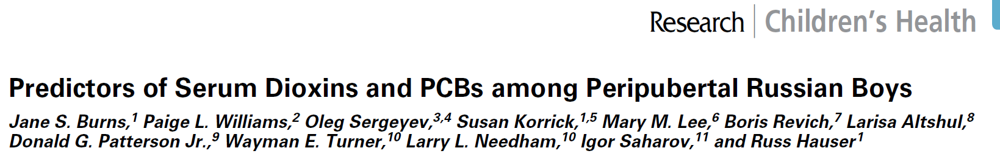 Research | Children's Health
Predictors of Serum Dioxins and PCBs among Peripubertal Russian Boys
Jane S. Burns,1 Paige L. Williams,2 Oleg Sergeyev,3,4 Susan Korrick,1,5 Mary M. Lee,6 Boris Revich,7 Larisa Altshul,8
Donald G. Patterson Jr.,9 Wayman E. Turner,10 Larry L. Needham,10 Igor Saharov,11 and Russ Hauser1